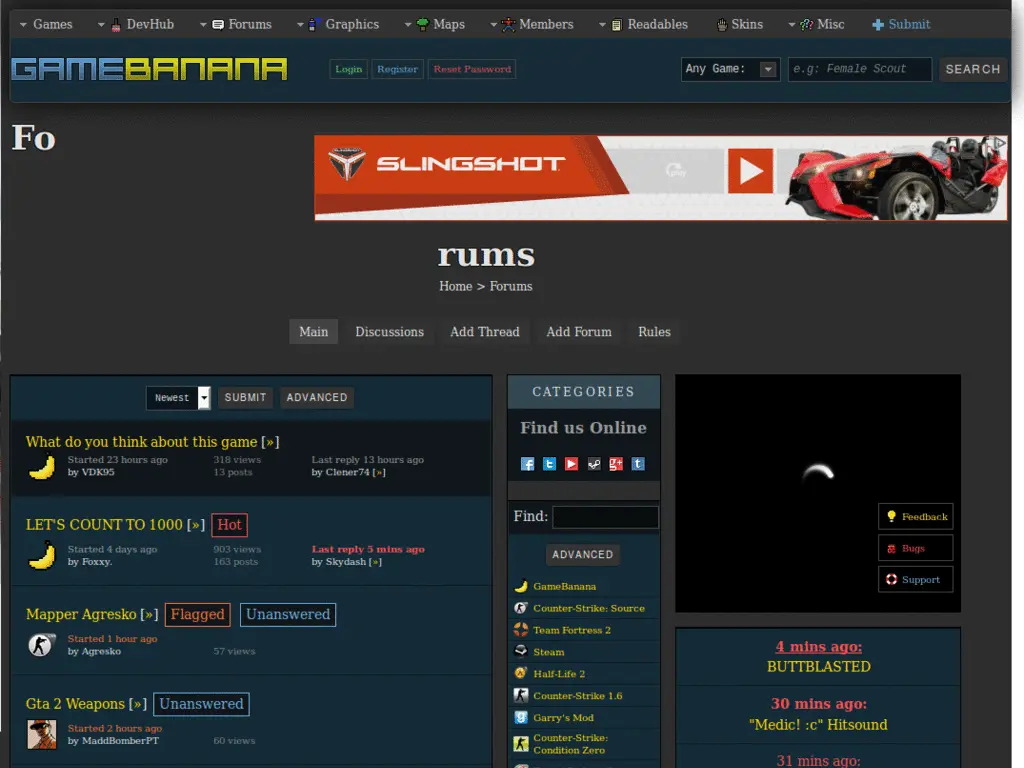 Games DevHub Forums Graphics Maps Members Readables Skins Misc Submit
GAMEBANANA Login Register Reset Password Any Game: e.g: Female Scout SEARCH
Fo
SLINGSHOT
rums
Home > Forums
Main Discussions Add Thread Add Forum Rules
Newest SUBMIT ADVANCED
What do you think about this game [»]
Started 23 hours ago 318 views Last reply 13 hours ago
by VDK95 13 posts by Clener74 [»]
LET'S COUNT TO 1000 [»] Hot
Started 4 days ago 903 views Last reply 5 mins ago
by Foxxy. 163 posts by Skydash [»]
Mapper Agresko [»] Flagged Unanswered
Started 1 hour ago
by Agresko 57 views
Gta 2 Weapons [»] Unanswered
Started 2 hours ago
by MaddBomberPT 60 views
CATEGORIES
Find us Online
Find:
ADVANCED
GameBanana
Counter-Strike: Source
Team Fortress 2
Steam
Half-Life 2
Counter-Strike 1.6
Garry's Mod
Counter-Strike:
Condition Zero
Feedback
Bugs
Support
4 mins ago:
BUTTBLASTED
30 mins ago:
"Medic! :c" Hitsound
31 mins ago: